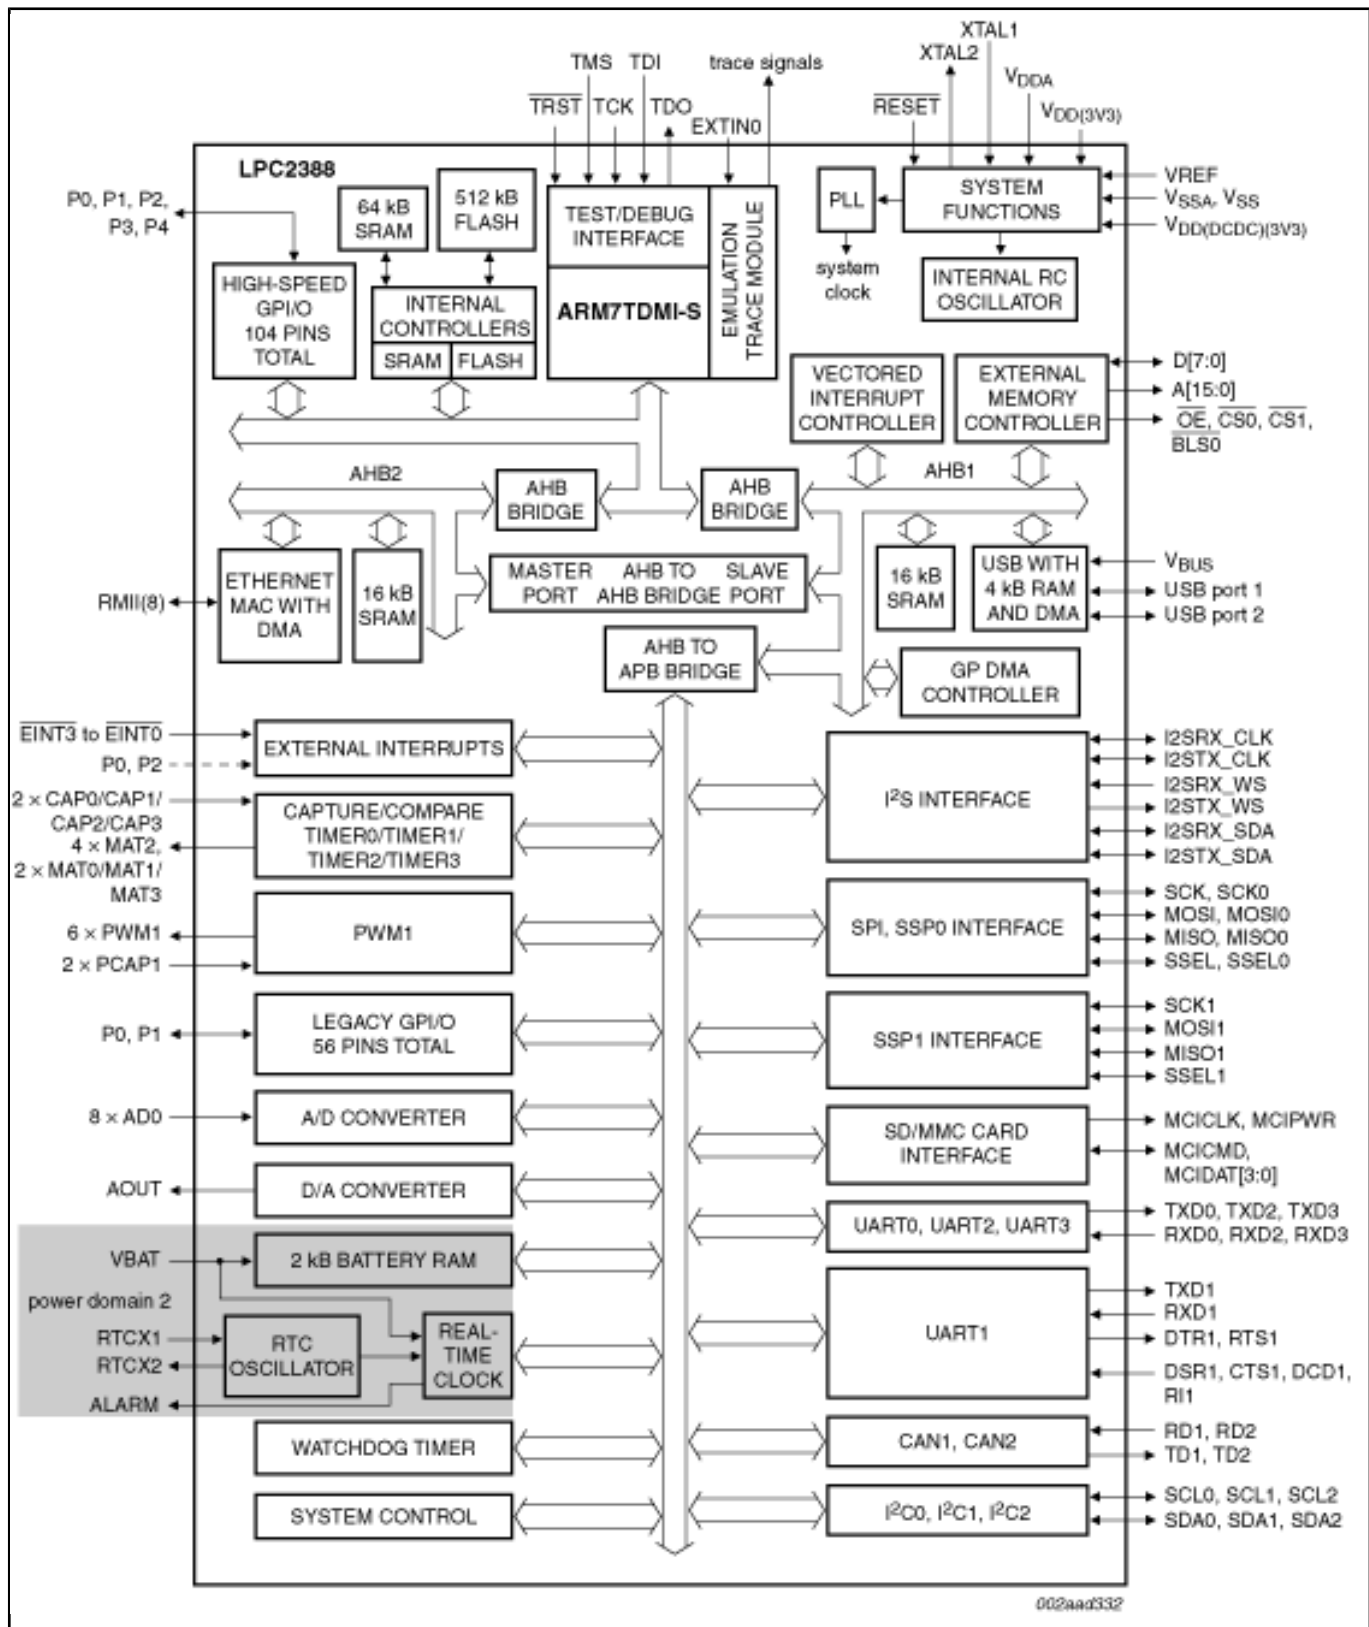 XTAL1
XTAL2
TMS TDI
trace signals
VDDA
TRST TCK TDO
EXTIN0
RESET
VDD(3V3)
LPC2388
P0, P1, P2,
P3, P4
64 kB
SRAM
512 kB
FLASH
TEST/DEBUG
INTERFACE
EMULATION
TRACE MODULE
PLL
SYSTEM
FUNCTIONS
VREF
VSSA, VSS
VDD(DCDC)(3V3)
system
clock
HIGH-SPEED
GPI/O
104 PINS
TOTAL
INTERNAL
CONTROLLERS
SRAM FLASH
ARM7TDMI-S
INTERNAL RC
OSCILLATOR
VECTORED
INTERRUPT
CONTROLLER
EXTERNAL
MEMORY
CONTROLLER
D[7:0]
A[15:0]
OE, CS0, CS1,
BLS0
AHB2
AHB
BRIDGE
AHB
BRIDGE
AHB1
RMII(8)
ETHERNET
MAC WITH
DMA
16 kB
SRAM
MASTER AHB TO SLAVE
PORT AHB BRIDGE PORT
16 kB
SRAM
USB WITH
4 kB RAM
AND DMA
VBUS
USB port 1
USB port 2
AHB TO
APB BRIDGE
GP DMA
CONTROLLER
EINT3 to EINT0
P0, P2
EXTERNAL INTERRUPTS
2 × CAP0/CAP1/
CAP2/CAP3
4 × MAT2,
2 × MAT0/MAT1/
MAT3
CAPTURE/COMPARE
TIMER0/TIMER1/
TIMER2/TIMER3
I2S INTERFACE
I2SRX_CLK
I2STX_CLK
I2SRX_WS
I2STX_WS
I2SRX_SDA
I2STX_SDA
6 × PWM1
2 × PCAP1
PWM1
SPI, SSP0 INTERFACE
SCK, SCK0
MOSI, MOSI0
MISO, MISO0
SSEL, SSEL0
P0, P1
LEGACY GPI/O
56 PINS TOTAL
SSP1 INTERFACE
SCK1
MOSI1
MISO1
SSEL1
8 × AD0
A/D CONVERTER
SD/MMC CARD
INTERFACE
MCICLK, MCIPWR
MCICMD,
MCIDAT[3:0]
AOUT
D/A CONVERTER
UART0, UART2, UART3
TXD0, TXD2, TXD3
RXD0, RXD2, RXD3
VBAT
2 kB BATTERY RAM
power domain 2
RTCX1
RTCX2
RTC
OSCILLATOR
REAL-
TIME
CLOCK
ALARM
UART1
TXD1
RXD1
DTR1, RTS1
DSR1, CTS1, DCD1,
RI1
WATCHDOG TIMER
CAN1, CAN2
RD1, RD2
TD1, TD2
SYSTEM CONTROL
I2C0, I2C1, I2C2
SCL0, SCL1, SCL2
SDA0, SDA1, SDA2
002aad332